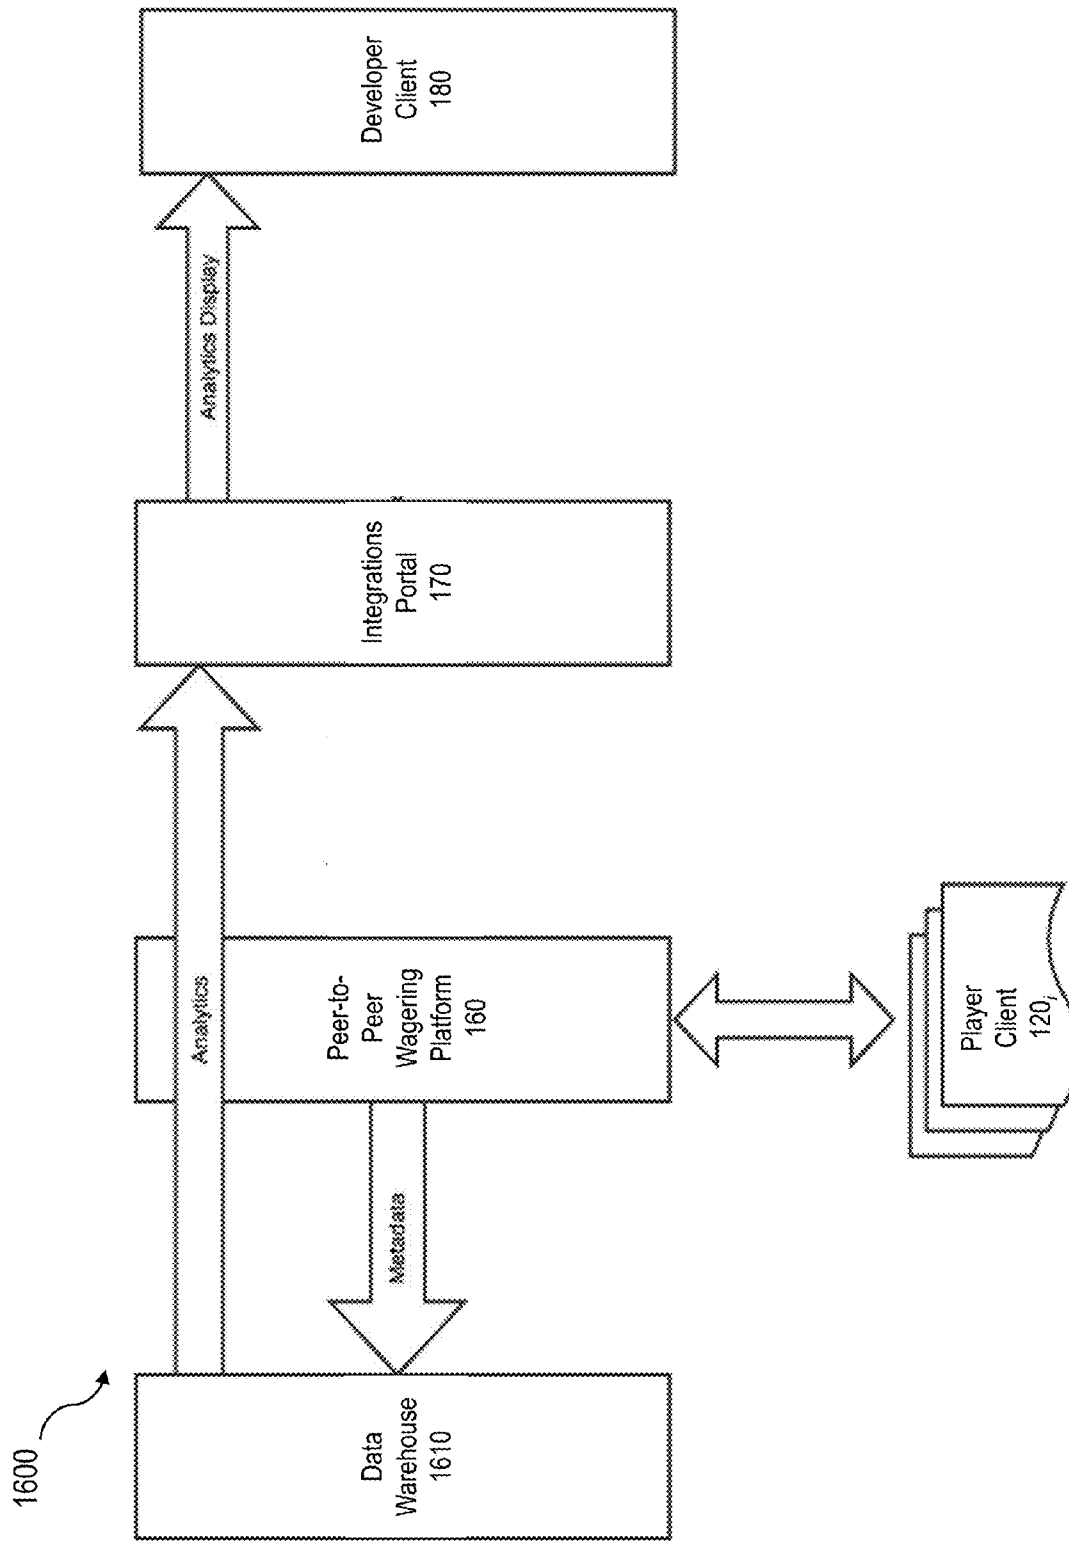 1600
Data
Warehouse
1610
Metadata
Analytics
Peer-to-
Peer
Wagering
Platform
160
Player
Client
120i
Integrations
Portal
170
Analytics Display
Developer
Client
180